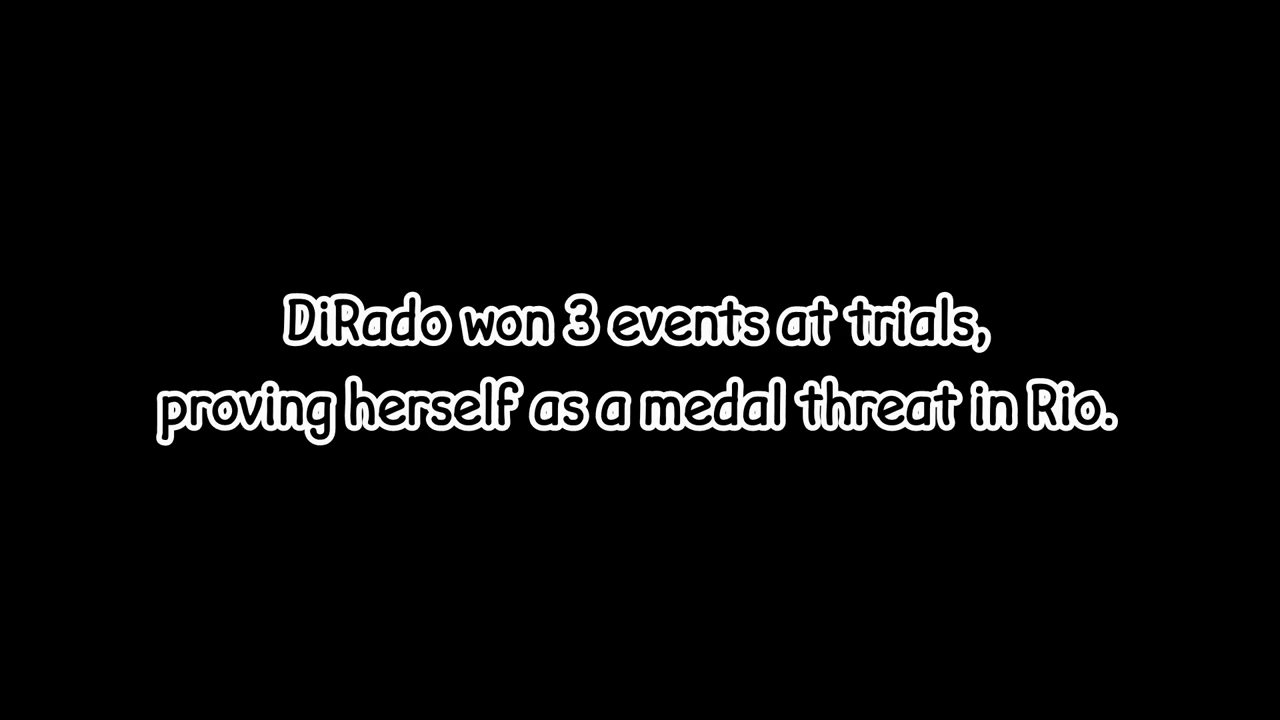 DiRado won 3 events at trials,
proving herself as a medal threat in Rio.